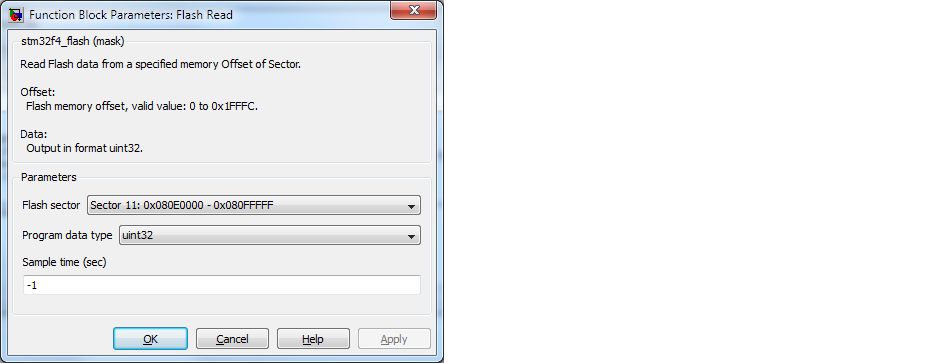 Function Block Parameters: Flash Read
stm32f4_flash (mask)
Read Flash data from a specified memory Offset of Sector.
Offset:
Flash memory offset, valid value: 0 to 0x1FFFC.
Data:
Output in format uint32.
Parameters
Flash sector Sector 11: 0x080E0000 - 0x080FFFFF
Program data type uint32
Sample time (sec)
-1
OK Cancel Help Apply